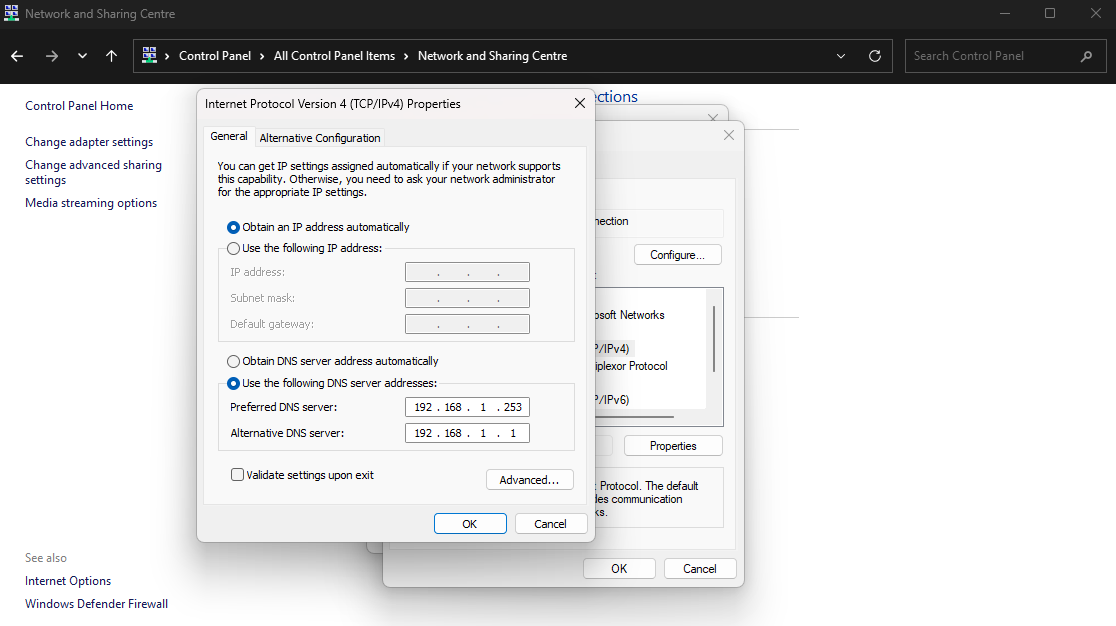 Network and Sharing Centre
Control Panel > All Control Panel Items > Network and Sharing Centre
Search Control Panel
Control Panel Home
Change adapter settings
Change advanced sharing
settings
Media streaming options
See also
Internet Options
Windows Defender Firewall
Internet Protocol Version 4 (TCP/IPv4) Properties
General
Alternative Configuration
You can get IP settings assigned automatically if your network supports
this capability. Otherwise, you need to ask your network administrator
for the appropriate IP settings.
Obtain an IP address automatically
Use the following IP address:
IP address: . . .
Subnet mask: . . .
Default gateway: . . .
Obtain DNS server address automatically
Use the following DNS server addresses:
Preferred DNS server: 192 . 168 . 1 . 253
Alternative DNS server: 192 . 168 . 1 . 1
Validate settings upon exit
Advanced...
OK
Cancel
ections
nection
Configure...
osoft Networks
P/IPv4)
iplexor Protocol
P/IPv6)
Properties
t Protocol. The default
des communication
ks.
OK
Cancel